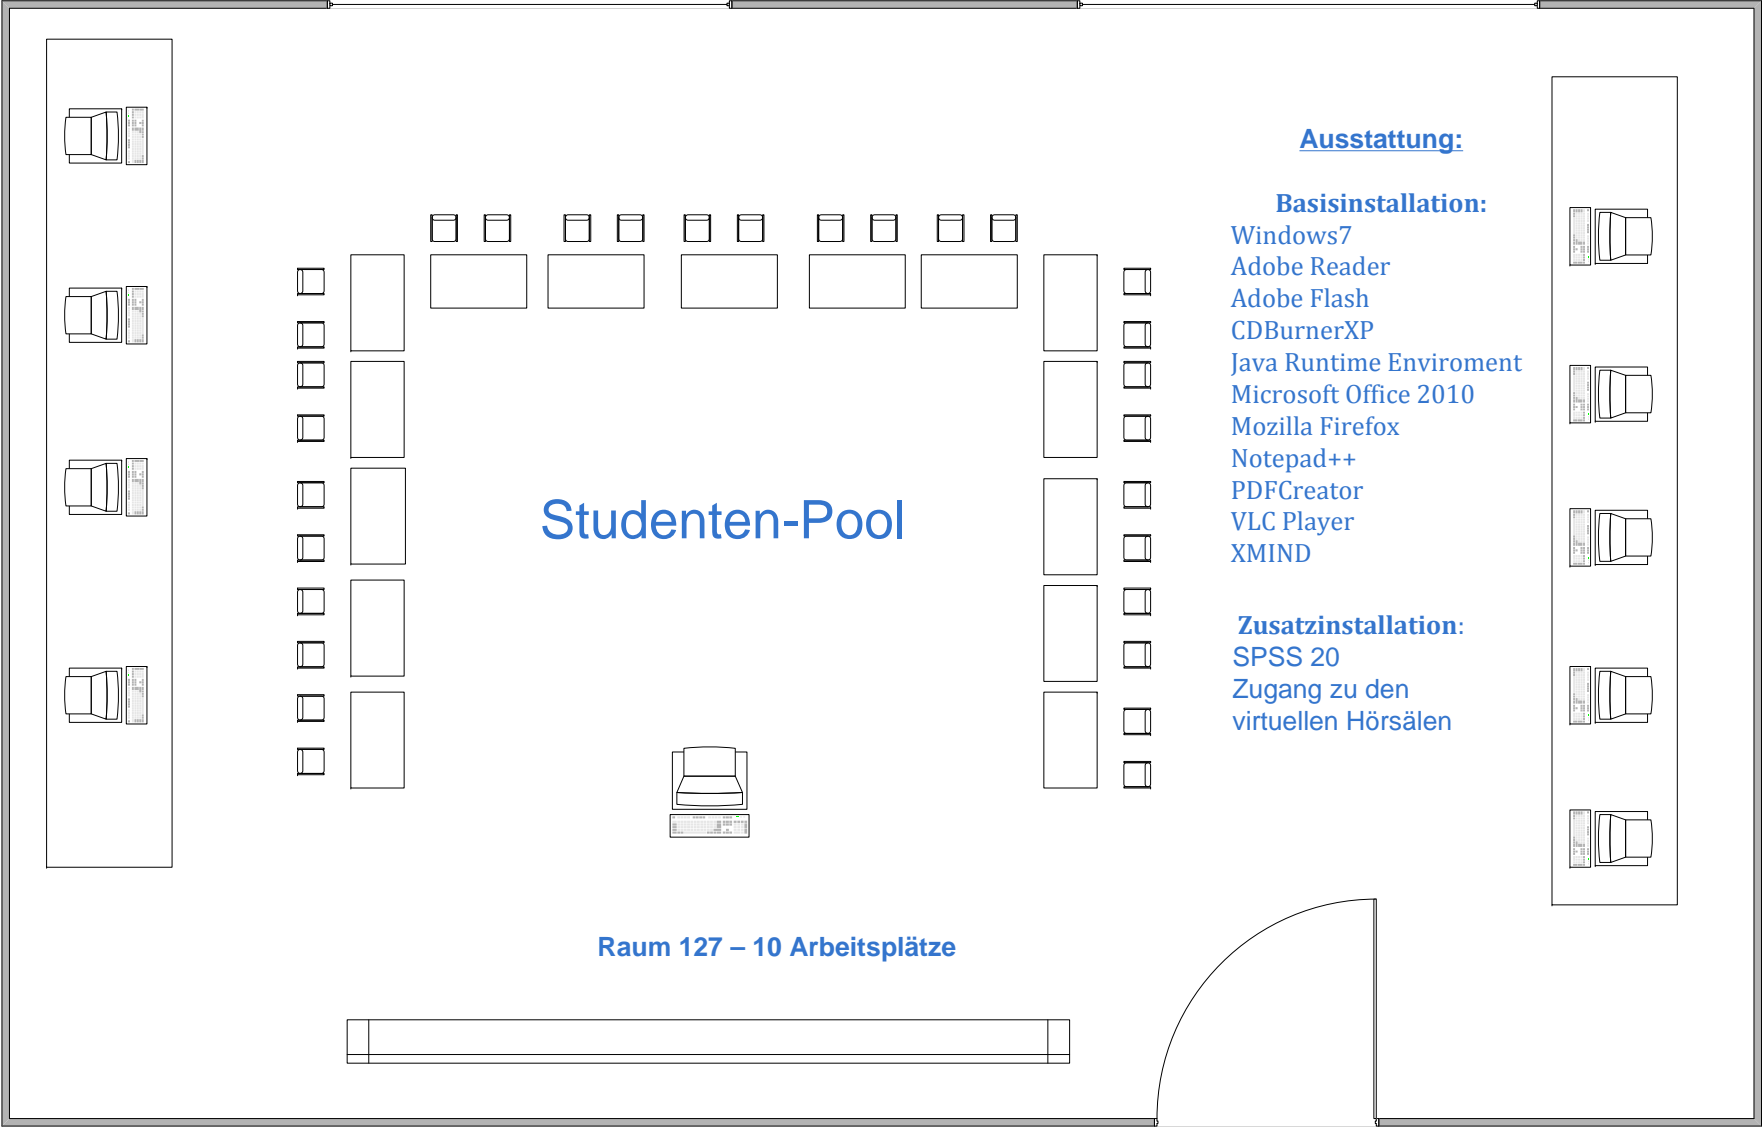 Ausstattung:
Basisinstallation:
Windows7
Adobe Reader
Adobe Flash
CDBurnerXP
Java Runtime Enviroment
Microsoft Office 2010
Mozilla Firefox
Notepad++
PDFCreator
VLC Player
XMIND
Zusatzinstallation:
SPSS 20
Zugang zu den
virtuellen Hörsälen
Studenten-Pool
Raum 127 – 10 Arbeitsplätze